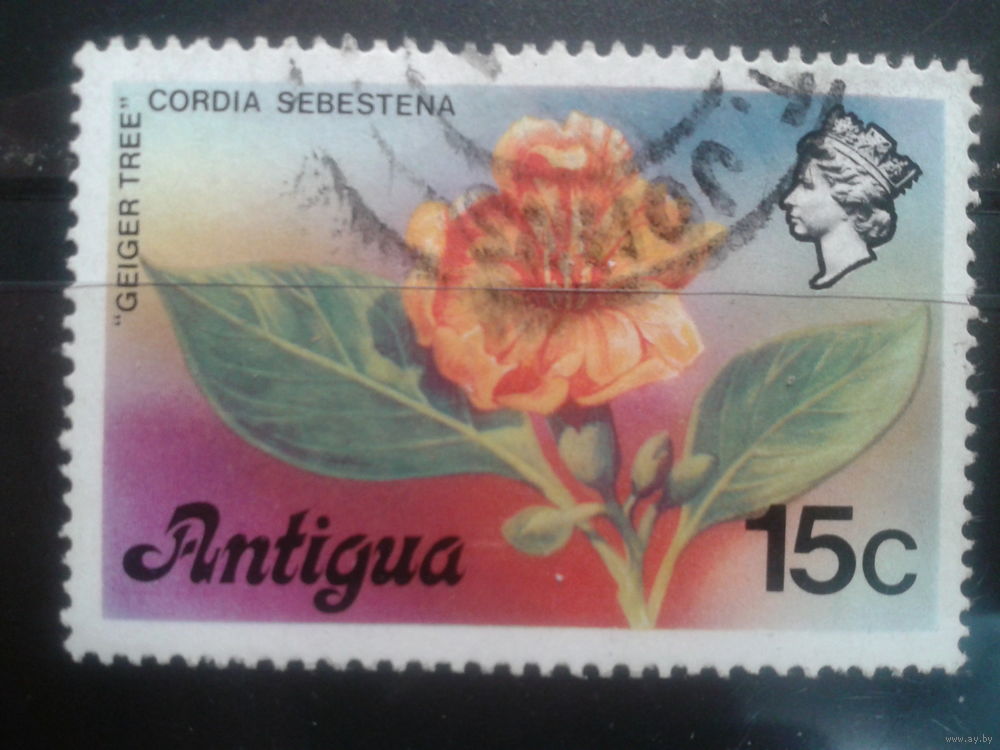 CORDIA SEBESTENA
"GEIGER TREE"
Antigua
15c
www.ay.by